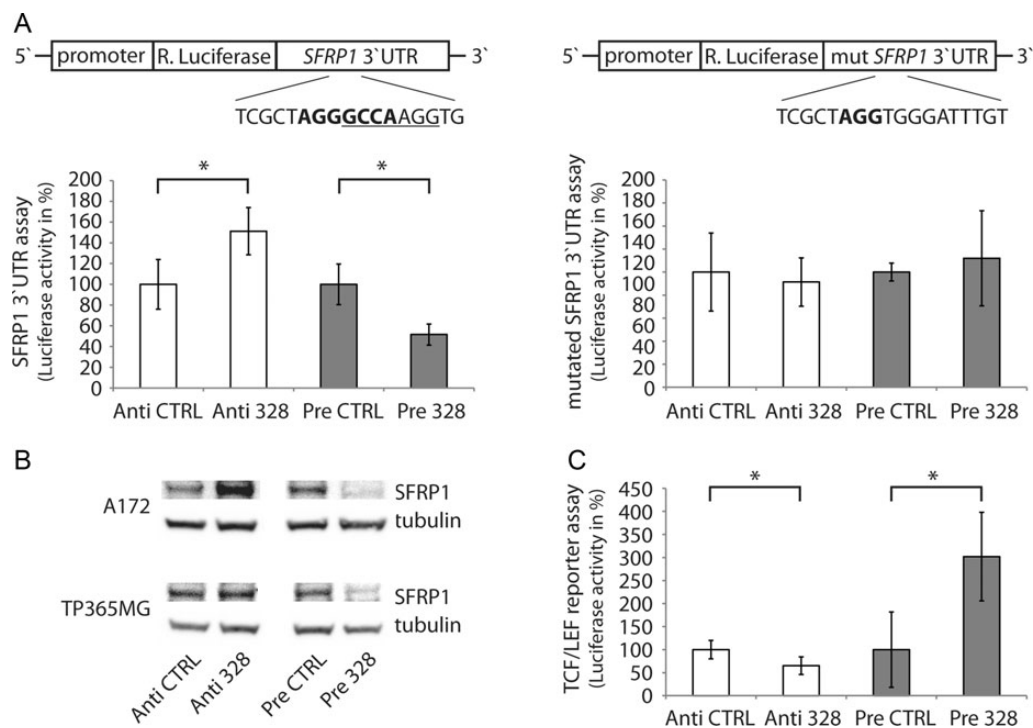 A
5` promoter R. Luciferase SFRP1 3`UTR 3`
TCGCTAGGGCCAAGGTG
SFRP1 3`UTR assay
(Luciferase activity in %)
200
180
160
140
120
100
80
60
40
20
0
* *
Anti CTRL Anti 328 Pre CTRL Pre 328
5` promoter R. Luciferase mut SFRP1 3`UTR 3`
TCGCTAGGTGGGATTTGT
mutated SFRP1 3`UTR assay
(Luciferase activity in %)
200
180
160
140
120
100
80
60
40
20
0
Anti CTRL Anti 328 Pre CTRL Pre 328
B
A172
SFRP1
tubulin
TP365MG
SFRP1
tubulin
Anti CTRL Anti 328 Pre CTRL Pre 328
C
TCF/LEF reporter assay
(Luciferase activity in %)
450
400
350
300
250
200
150
100
50
0
* *
Anti CTRL Anti 328 Pre CTRL Pre 328